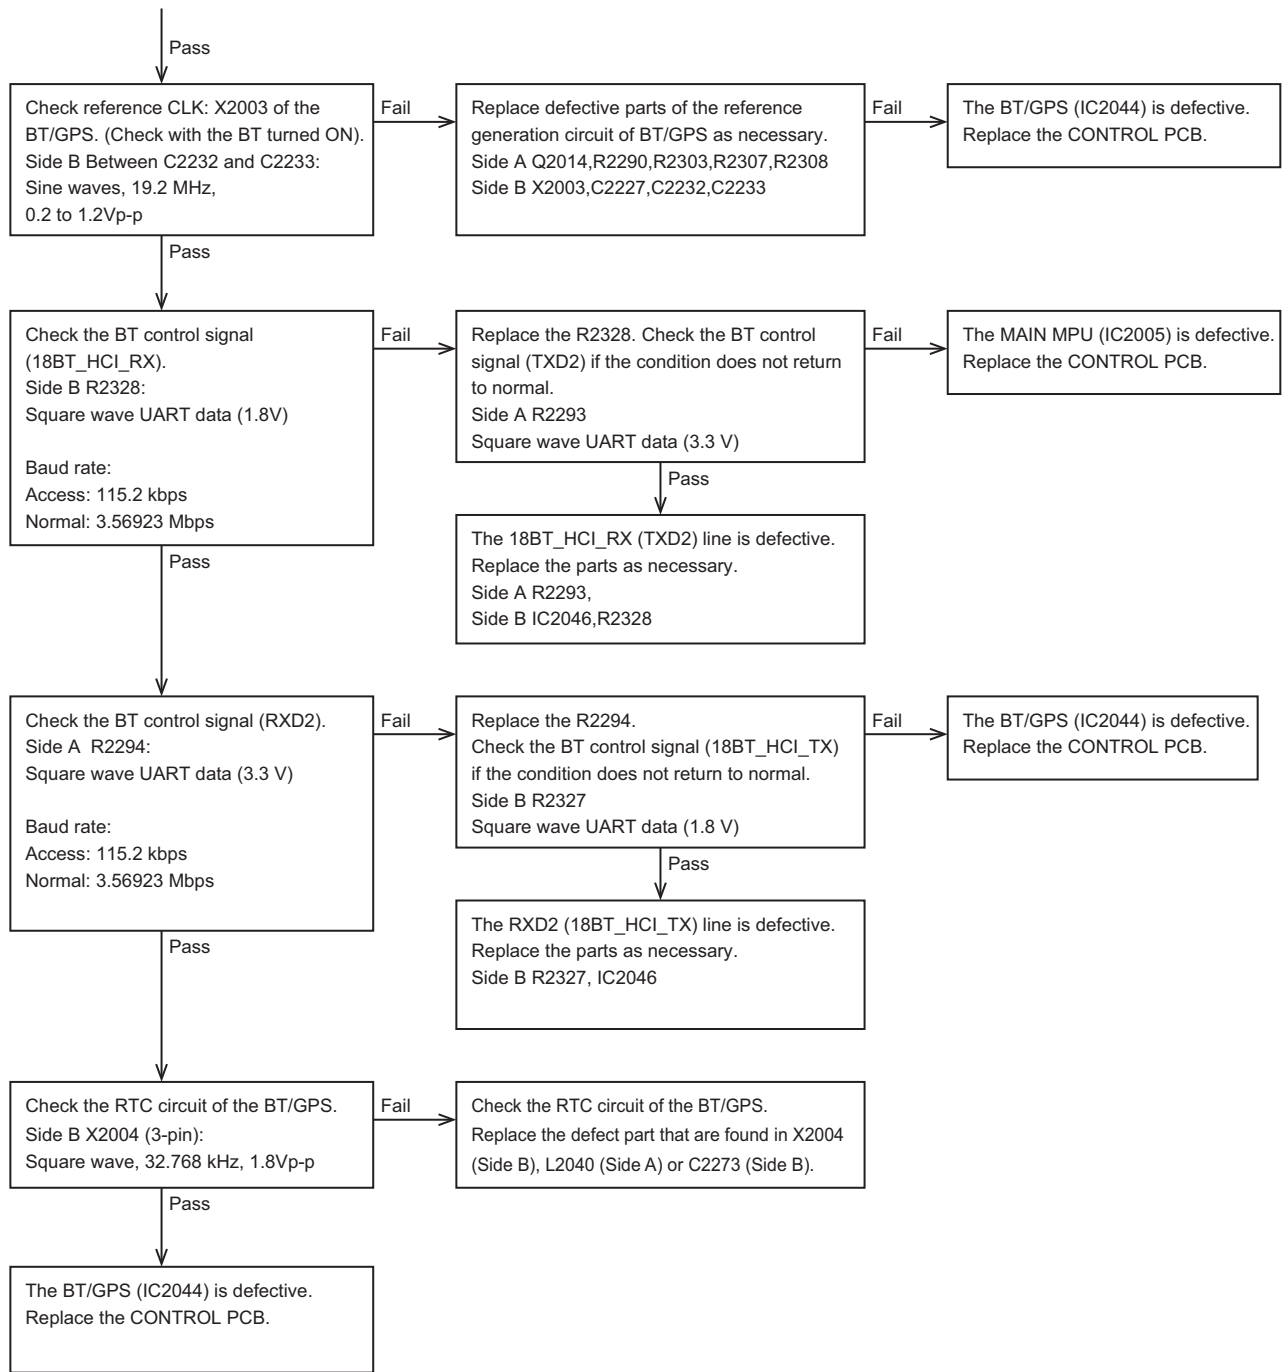 Pass
Check reference CLK: X2003 of the
BT/GPS. (Check with the BT turned ON).
Side B Between C2232 and C2233:
Sine waves, 19.2 MHz,
0.2 to 1.2Vp-p
Fail
Replace defective parts of the reference
generation circuit of BT/GPS as necessary.
Side A Q2014,R2290,R2303,R2307,R2308
Side B X2003,C2227,C2232,C2233
Fail
The BT/GPS (IC2044) is defective.
Replace the CONTROL PCB.
Pass
Check the BT control signal
(18BT_HCI_RX).
Side B R2328:
Square wave UART data (1.8V)
Baud rate:
Access: 115.2 kbps
Normal: 3.56923 Mbps
Fail
Replace the R2328. Check the BT control
signal (TXD2) if the condition does not return
to normal.
Side A R2293
Square wave UART data (3.3 V)
Fail
The MAIN MPU (IC2005) is defective.
Replace the CONTROL PCB.
Pass
The 18BT_HCI_RX (TXD2) line is defective.
Replace the parts as necessary.
Side A R2293,
Side B IC2046,R2328
Pass
Check the BT control signal (RXD2).
Side A  R2294:
Square wave UART data (3.3 V)
Baud rate:
Access: 115.2 kbps
Normal: 3.56923 Mbps
Fail
Replace the R2294.
Check the BT control signal (18BT_HCI_TX)
if the condition does not return to normal.
Side B R2327
Square wave UART data (1.8 V)
Fail
The BT/GPS (IC2044) is defective.
Replace the CONTROL PCB.
Pass
The RXD2 (18BT_HCI_TX) line is defective.
Replace the parts as necessary.
Side B R2327, IC2046
Pass
Check the RTC circuit of the BT/GPS.
Side B X2004 (3-pin):
Square wave, 32.768 kHz, 1.8Vp-p
Fail
Check the RTC circuit of the BT/GPS.
Replace the defect part that are found in X2004
(Side B), L2040 (Side A) or C2273 (Side B).
Pass
The BT/GPS (IC2044) is defective.
Replace the CONTROL PCB.